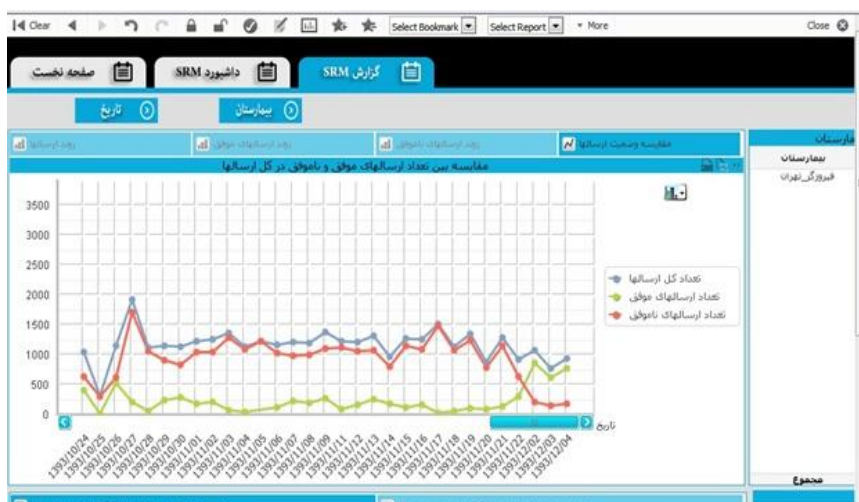 Clear
Select Bookmark
Select Report
More
Close
گزارش SRM
داشبورد SRM
صفحه نخست
بیمارستان
تاریخ
مقایسه وضعیت ارسالها
روند ارسالهای ناموفق
روند ارسالهای موفق
روند ارسالها
مقایسه بین تعداد ارسالهای موفق و ناموفق در کل ارسالها
بیمارستان
فیروزگر_تهران
3500
3000
2500
2000
1500
1000
500
0
تعداد کل ارسالها
تعداد ارسالهای موفق
تعداد ارسالهای ناموفق
تاریخ
1393/10/24
1393/10/25
1393/10/26
1393/10/27
1393/10/28
1393/10/29
1393/10/30
1393/11/01
1393/11/02
1393/11/03
1393/11/04
1393/11/05
1393/11/06
1393/11/07
1393/11/08
1393/11/09
1393/11/11
1393/11/12
1393/11/13
1393/11/14
1393/11/15
1393/11/16
1393/11/17
1393/11/18
1393/11/19
1393/11/20
1393/11/21
1393/11/22
1393/12/02
1393/12/03
1393/12/04
مجموع